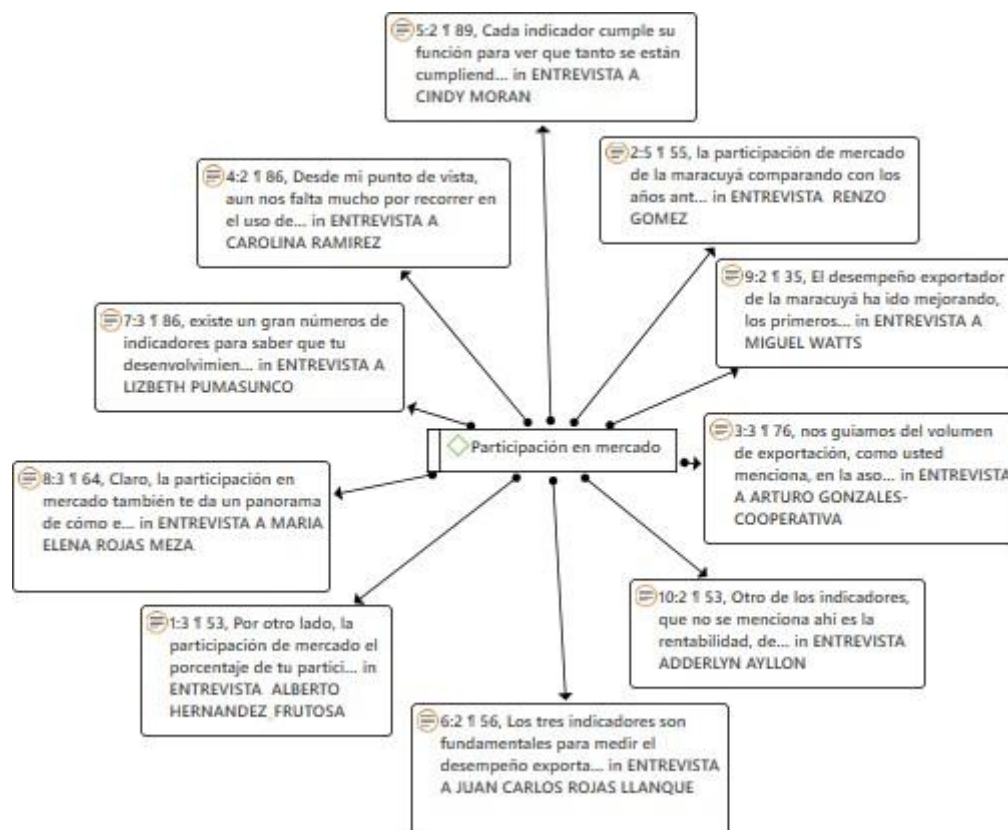 5:2 ¶ 89, Cada indicador cumple su
función para ver que tanto se están
cumpliend... in ENTREVISTA A
CINDY MORAN
2:5 ¶ 55, la participación de mercado
de la maracuyá comparando con los
años ant... in ENTREVISTA RENZO
GOMEZ
4:2 ¶ 86, Desde mi punto de vista,
aun nos falta mucho por recorrer en
el uso de... in ENTREVISTA A
CAROLINA RAMIREZ
9:2 ¶ 35, El desempeño exportador
de la maracuyá ha ido mejorando,
los primeros... in ENTREVISTA A
MIGUEL WATTS
7:3 ¶ 86, existe un gran números de
indicadores para saber que tu
desenvolvimien... in ENTREVISTA A
LIZBETH PUMASUNCO
Participación en mercado
3:3 ¶ 76, nos guiamos del volumen
de exportación, como usted
menciona, en la aso... in ENTREVISTA
A ARTURO GONZALES-
COOPERATIVA
8:3 ¶ 64, Claro, la participación en
mercado también te da un panorama
de cómo e... in ENTREVISTA A MARIA
ELENA ROJAS MEZA
10:2 ¶ 53, Otro de los indicadores,
que no se menciona ahí es la
rentabilidad, de... in ENTREVISTA
ADDERLYN AYLLON
1:3 ¶ 53, Por otro lado, la
participación de mercado el
porcentaje de tu partici... in
ENTREVISTA ALBERTO
HERNANDEZ_FRUTOSA
6:2 ¶ 56, Los tres indicadores son
fundamentales para medir el
desempeño exporta... in ENTREVISTA
A JUAN CARLOS ROJAS LLANQUE